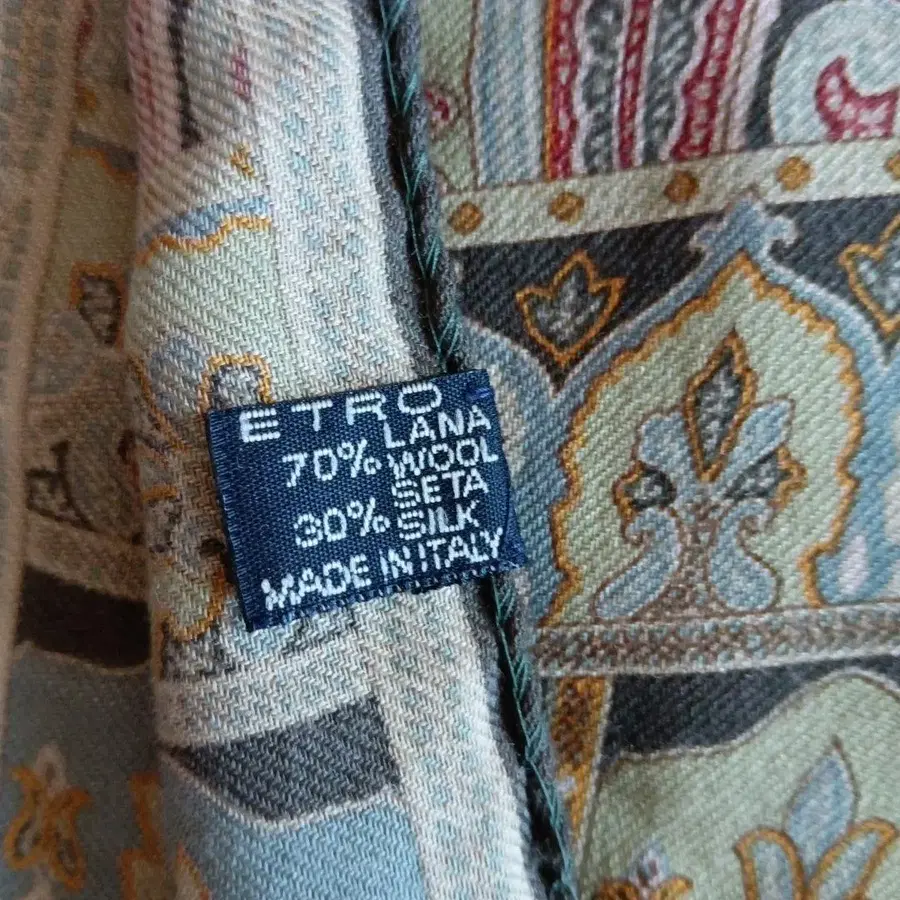 ETRO
70% LANA
WOOL
30% SETA
SILK
MADE IN ITALY